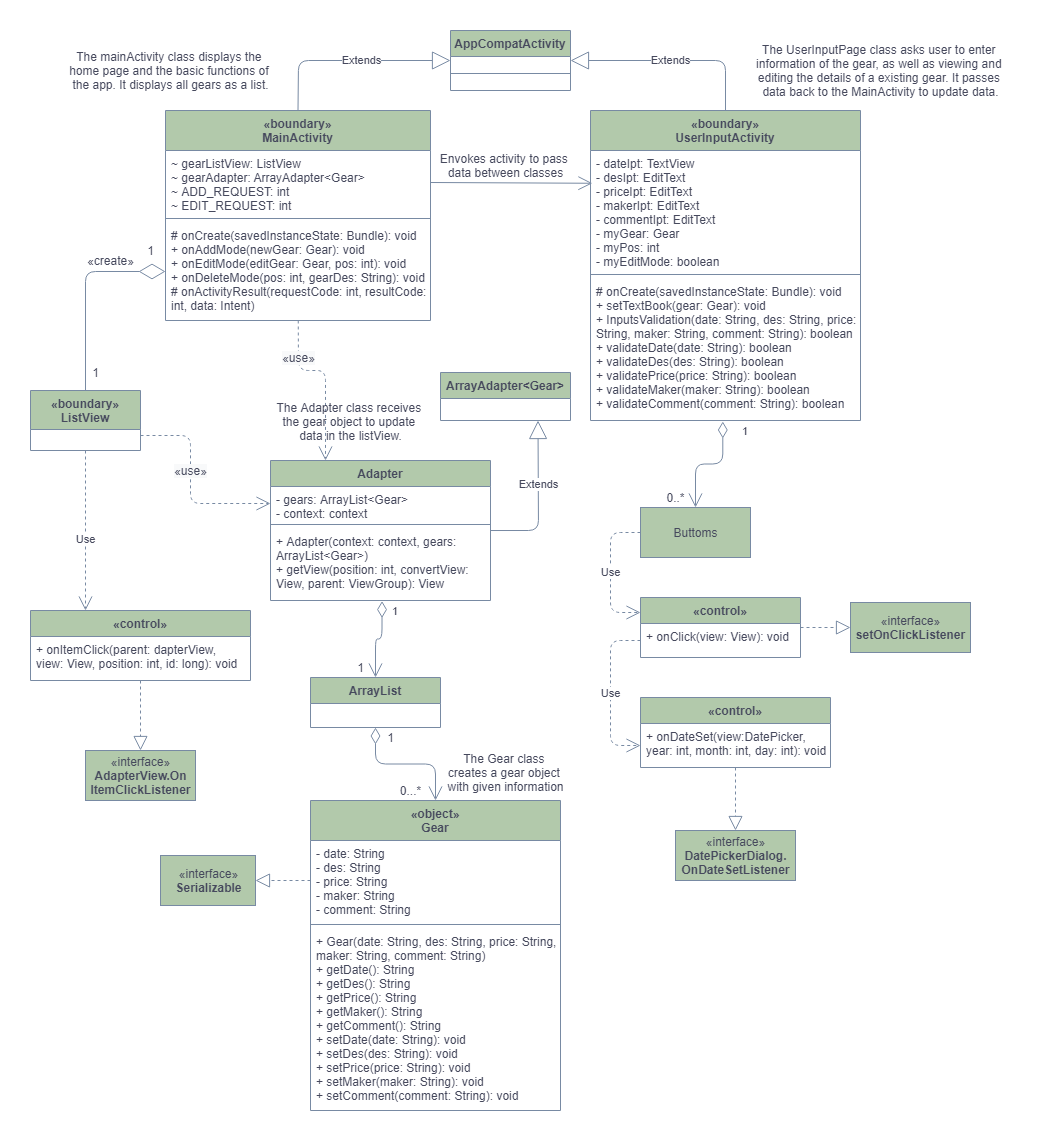 AppCompatActivity
The mainActivity class displays the
home page and the basic functions of
the app. It displays all gears as a list.
Extends
Extends
The UserInputPage class asks user to enter
information of the gear, as well as viewing and
editing the details of a existing gear. It passes
data back to the MainActivity to update data.
«boundary»
MainActivity
~ gearListView: ListView
~ gearAdapter: ArrayAdapter<Gear>
~ ADD_REQUEST: int
~ EDIT_REQUEST: int
# onCreate(savedInstanceState: Bundle): void
+ onAddMode(newGear: Gear): void
+ onEditMode(editGear: Gear, pos: int): void
+ onDeleteMode(pos: int, gearDes: String): void
# onActivityResult(requestCode: int, resultCode:
int, data: Intent)
Envokes activity to pass
data between classes
«boundary»
UserInputActivity
- dateIpt: TextView
- desIpt: EditText
- priceIpt: EditText
- makerIpt: EditText
- commentIpt: EditText
- myGear: Gear
- myPos: int
- myEditMode: boolean
# onCreate(savedInstanceState: Bundle): void
+ setTextBook(gear: Gear): void
+ InputsValidation(date: String, des: String, price:
String, maker: String, comment: String): boolean
+ validateDate(date: String): boolean
+ validateDes(des: String): boolean
+ validatePrice(price: String): boolean
+ validateMaker(maker: String): boolean
+ validateComment(comment: String): boolean
1
«create»
1
«use»
«boundary»
ListView
ArrayAdapter<Gear>
The Adapter class receives
the gear object to update
data in the listView.
«use»
Extends
1
0..*
Adapter
- gears: ArrayList<Gear>
- context: context
+ Adapter(context: context, gears:
ArrayList<Gear>)
+ getView(position: int, convertView:
View, parent: ViewGroup): View
Buttoms
Use
Use
«control»
+ onClick(view: View): void
«interface»
setOnClickListener
«control»
+ onItemClick(parent: dapterView,
view: View, position: int, id: long): void
1
1
ArrayList
Use
«control»
+ onDateSet(view:DatePicker,
year: int, month: int, day: int): void
1
«interface»
AdapterView.On
ItemClickListener
The Gear class
creates a gear object
with given information
0...*
«object»
Gear
- date: String
- des: String
- price: String
- maker: String
- comment: String
+ Gear(date: String, des: String, price: String,
maker: String, comment: String)
+ getDate(): String
+ getDes(): String
+ getPrice(): String
+ getMaker(): String
+ getComment(): String
+ setDate(date: String): void
+ setDes(des: String): void
+ setPrice(price: String): void
+ setMaker(maker: String): void
+ setComment(comment: String): void
«interface»
Serializable
«interface»
DatePickerDialog.
OnDateSetListener